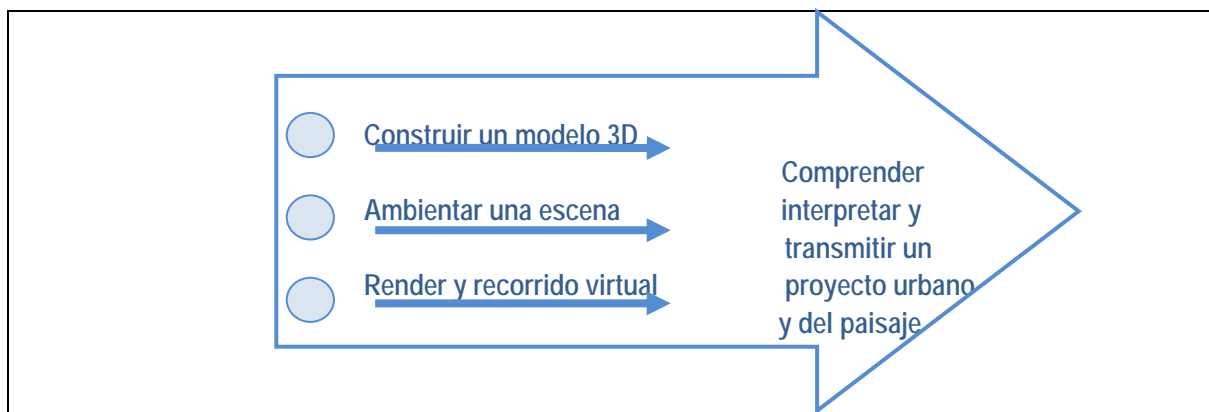 Construir un modelo 3D
Ambientar una escena
Render y recorrido virtual
Comprender
interpretar y
transmitir un
proyecto urbano
y del paisaje